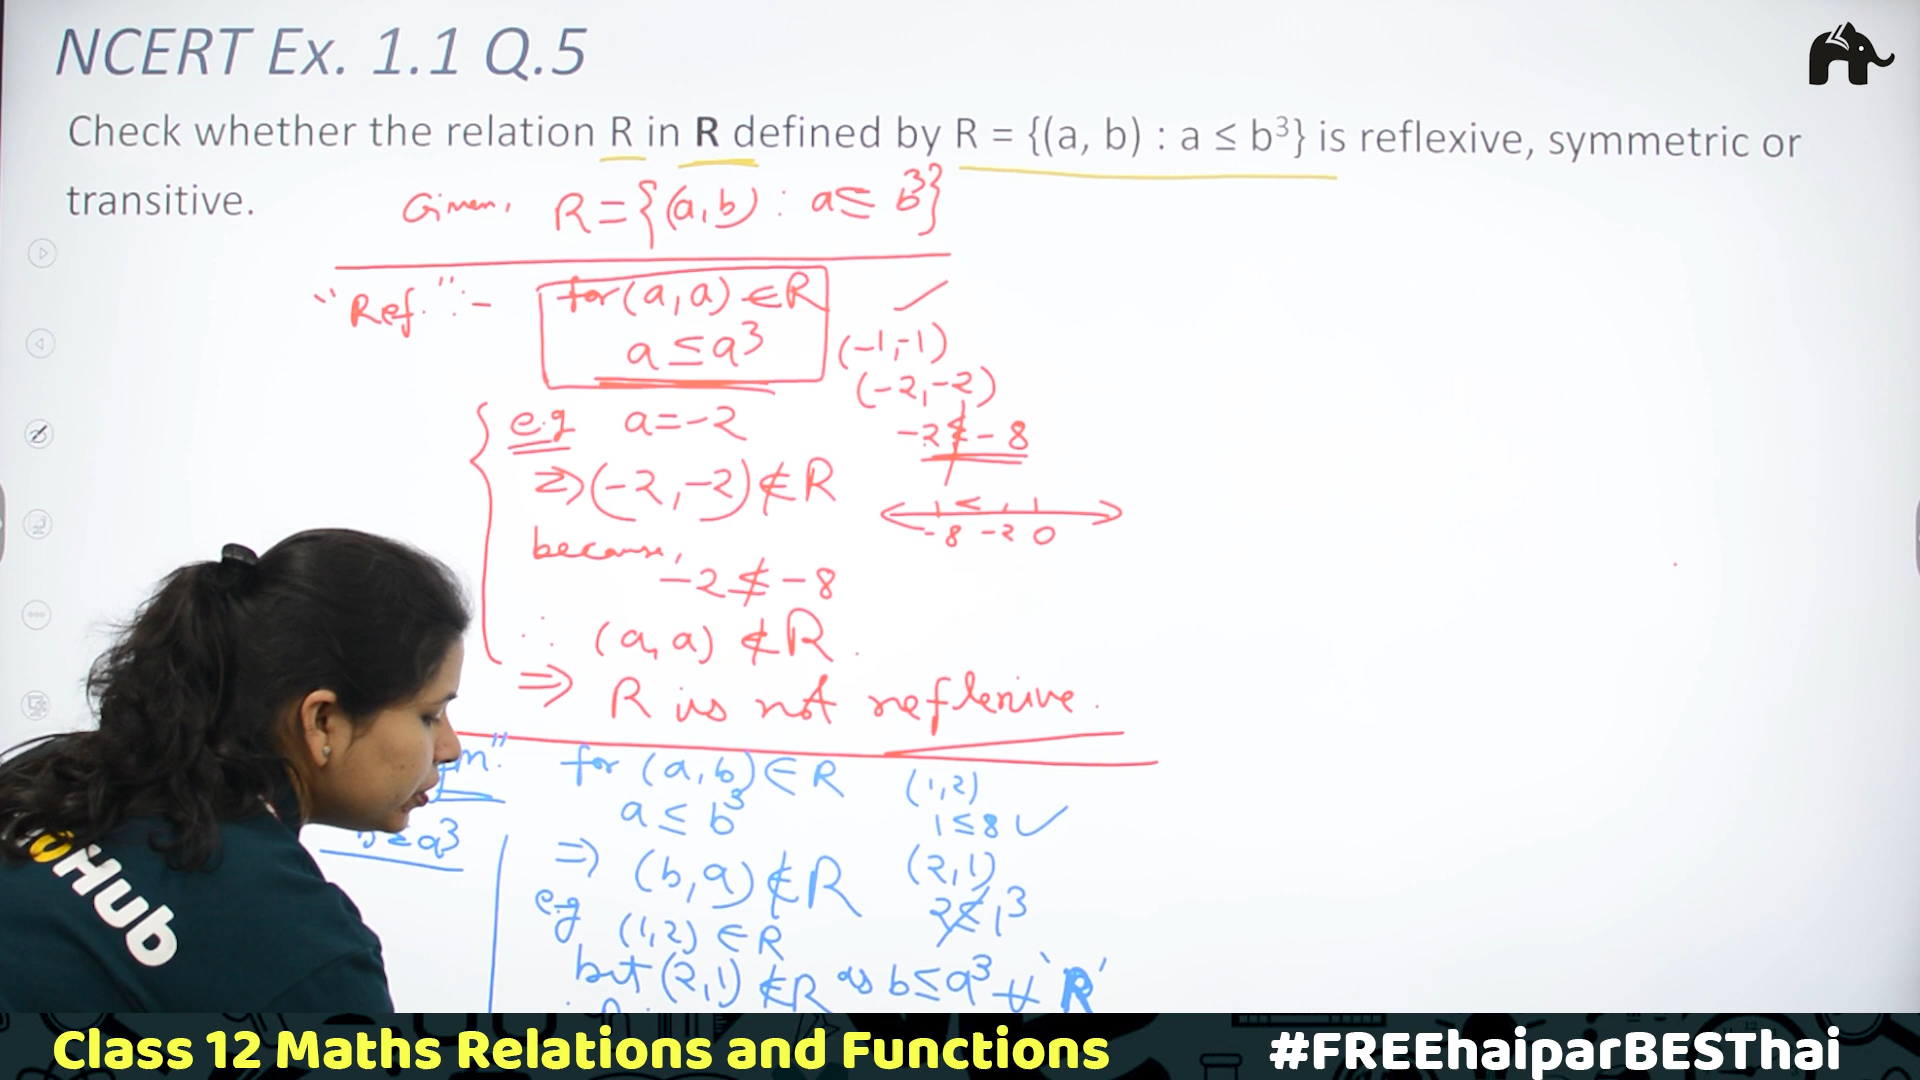 NCERT Ex. 1.1 Q.5
Check whether the relation R in R defined by R = {(a, b) : a ≤ b³} is reflexive, symmetric or
transitive.
Given, R = {(a,b) : a ≤ b³}
"Ref." :- for (a,a) ∈ R
a ≤ a³
(-1,-1)
(-2,-2)
-2 ≰ -8
e.g a = -2
⇒ (-2,-2) ∉ R
-8 -2 0
because,
-2 ≰ -8
∴ (a,a) ∉ R.
⇒ R is not reflexive.
for (a,b) ∈ R (1,2)
a ≤ b³ 1 ≤ 8 ✓
b ≤ a³
⇒ (b,a) ∉ R (2,1)
2 ≰ 1³
e.g (1,2) ∈ R
but (2,1) ∉ R as b ≤ a³ ∀ 'R'
Hub
Class 12 Maths Relations and Functions
#FREEhaiparBESThai